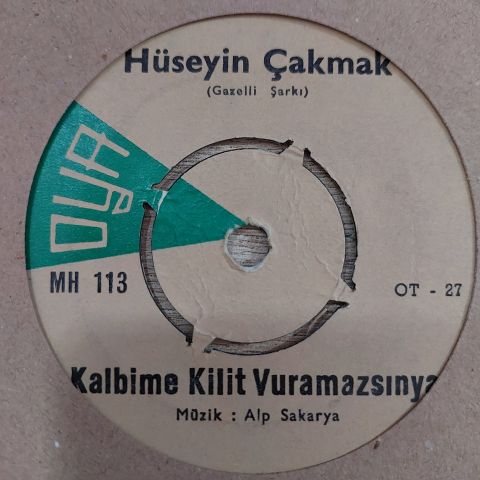 Hüseyin Çakmak
(Gazelli Şarkı)
OYA
MH 113
OT - 27
Kalbime Kilit Vuramazsınya
Müzik : Alp Sakarya